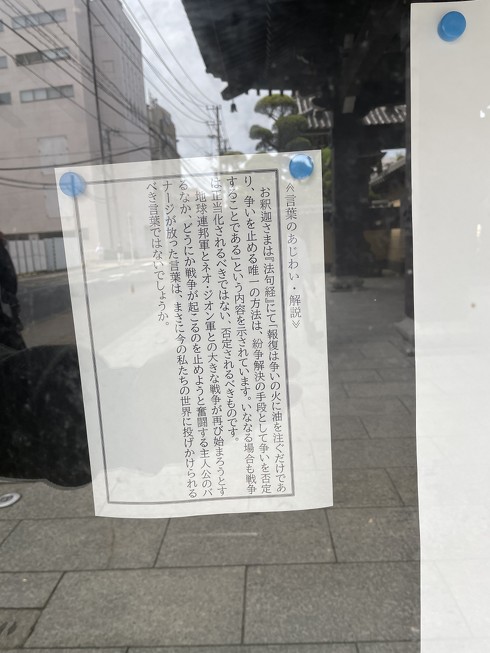 《言葉のあじわい・解説》
お釈迦さまは『法句経』にて「報復は争いの火に油を注ぐだけであ
り、争いを止める唯一の方法は、紛争解決の手段として争いを否定
することである」という内容を示されています。いななる場合も戦争
は正当化されるべきではない、否定されるべきものです。
地球連邦軍とネオ・ジオン軍との大きな戦争が再び始まろうとす
るなか、どうにか戦争が起こるのを止めようと奮闘する主人公のバ
ナージが放った言葉は、まさに今の私たちの世界に投げかけられる
べき言葉ではないでしょうか。